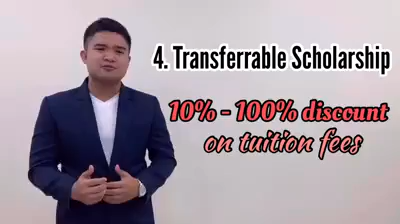 4. Transferrable Scholarship
10% - 100% discount
on tuition fees